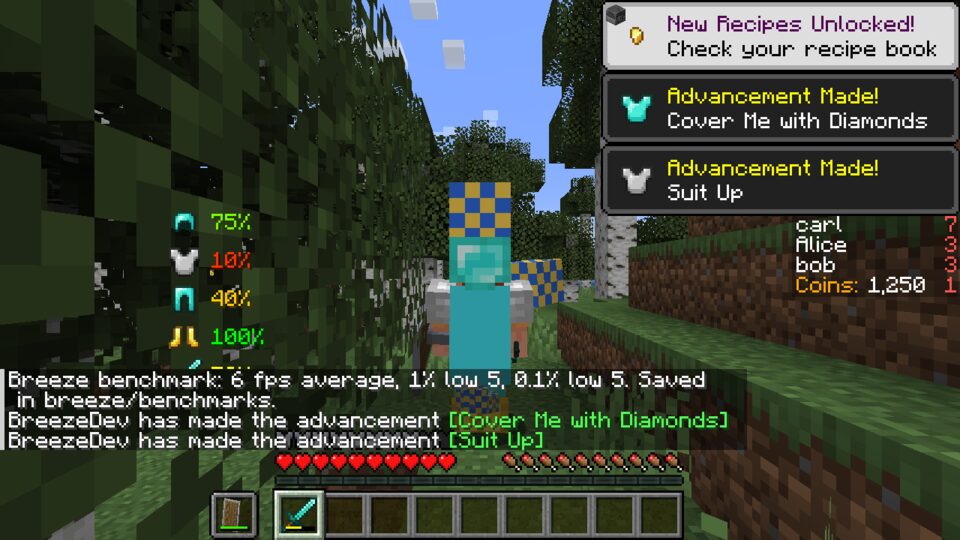 New Recipes Unlocked!
Check your recipe book
Advancement Made!
Cover Me with Diamonds
Advancement Made!
Suit Up
75%
10%
40%
100%
carl 7
Alice 3
bob 3
Coins: 1,250 1
Breeze benchmark: 6 fps average, 1% low 5, 0.1% low 5. Saved
in breeze/benchmarks.
BreezeDev has made the advancement [Cover Me with Diamonds]
BreezeDev has made the advancement [Suit Up]